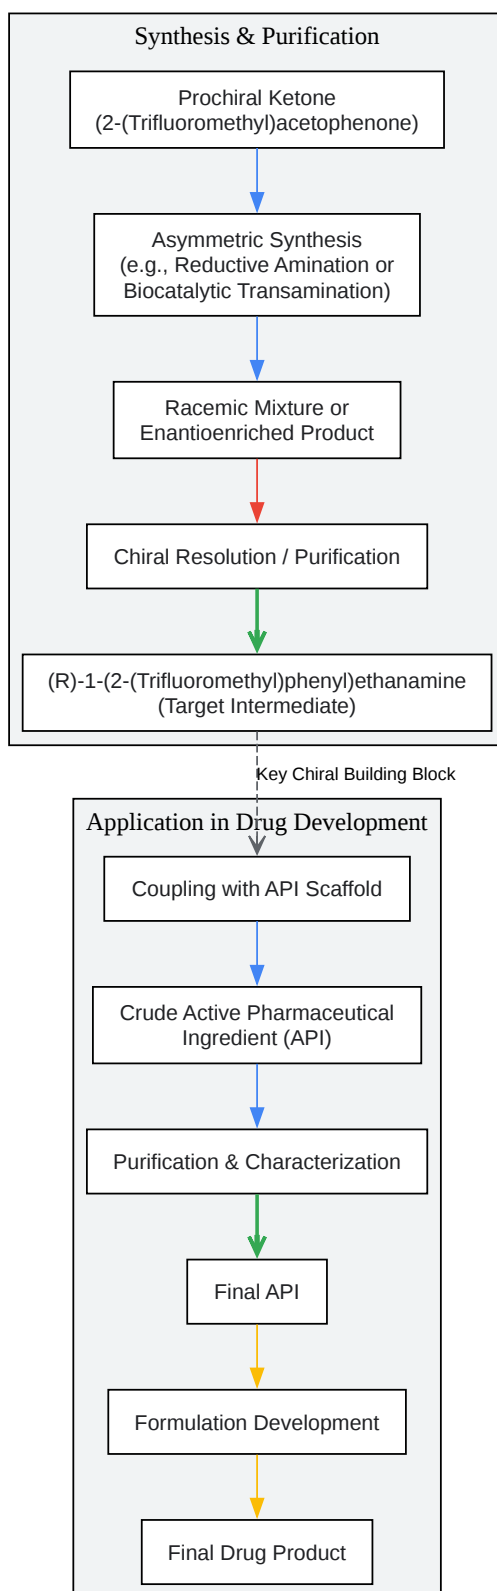 Synthesis & Purification
Prochiral Ketone
(2-(Trifluoromethyl)acetophenone)
Asymmetric Synthesis
(e.g., Reductive Amination or
Biocatalytic Transamination)
Racemic Mixture or
Enantioenriched Product
Chiral Resolution / Purification
(R)-1-(2-(Trifluoromethyl)phenyl)ethanamine
(Target Intermediate)
Key Chiral Building Block
Application in Drug Development
Coupling with API Scaffold
Crude Active Pharmaceutical
Ingredient (API)
Purification & Characterization
Final API
Formulation Development
Final Drug Product